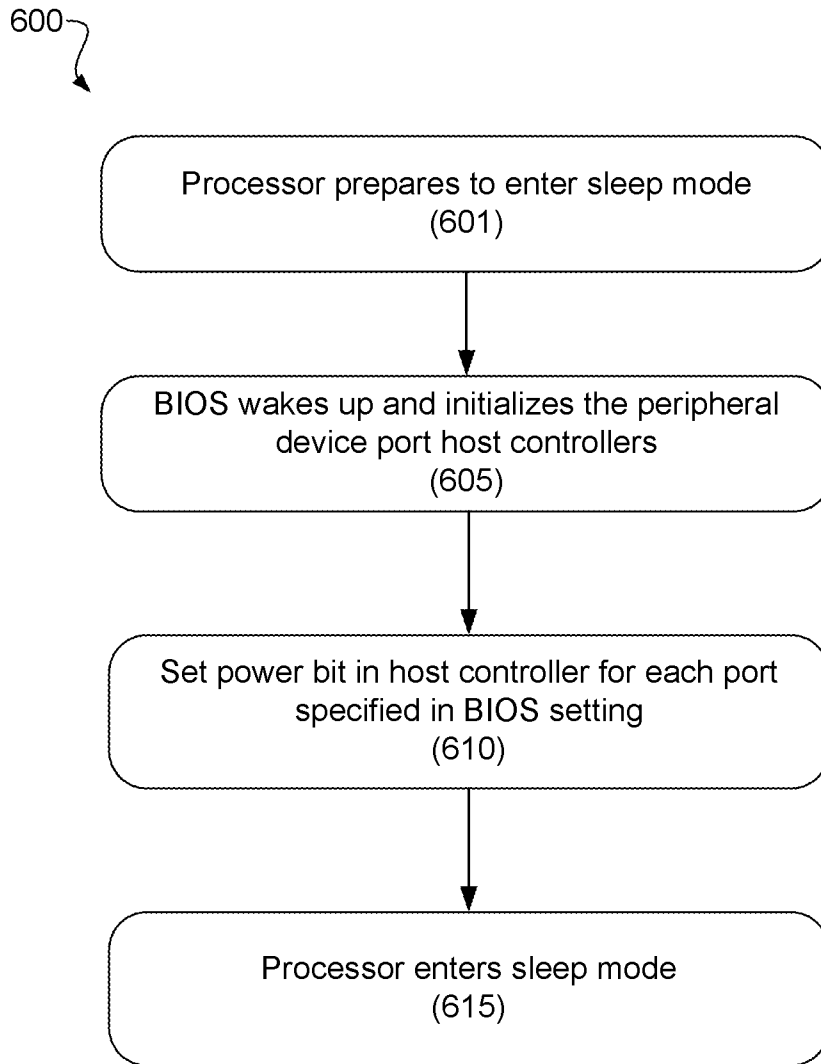 600
Processor prepares to enter sleep mode
(601)
BIOS wakes up and initializes the peripheral
device port host controllers
(605)
Set power bit in host controller for each port
specified in BIOS setting
(610)
Processor enters sleep mode
(615)